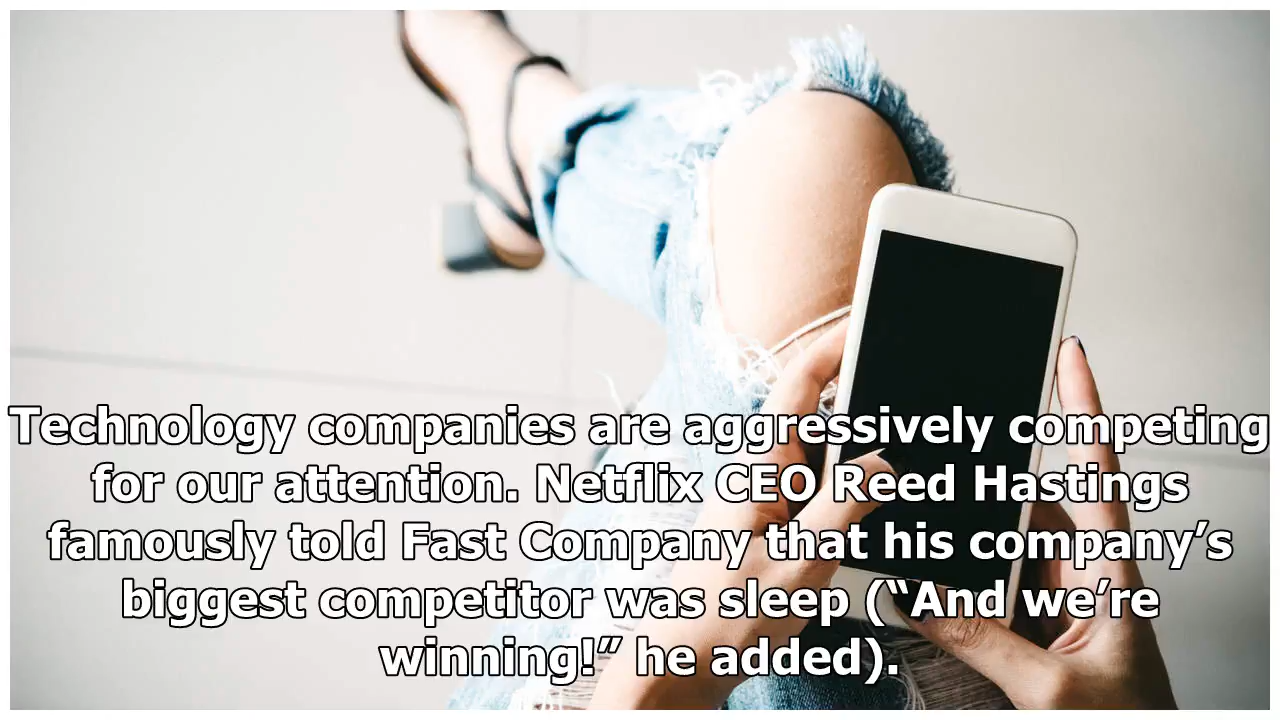 Technology companies are aggressively competing
for our attention. Netflix CEO Reed Hastings
famously told Fast Company that his company’s
biggest competitor was sleep (“And we’re
winning!” he added).